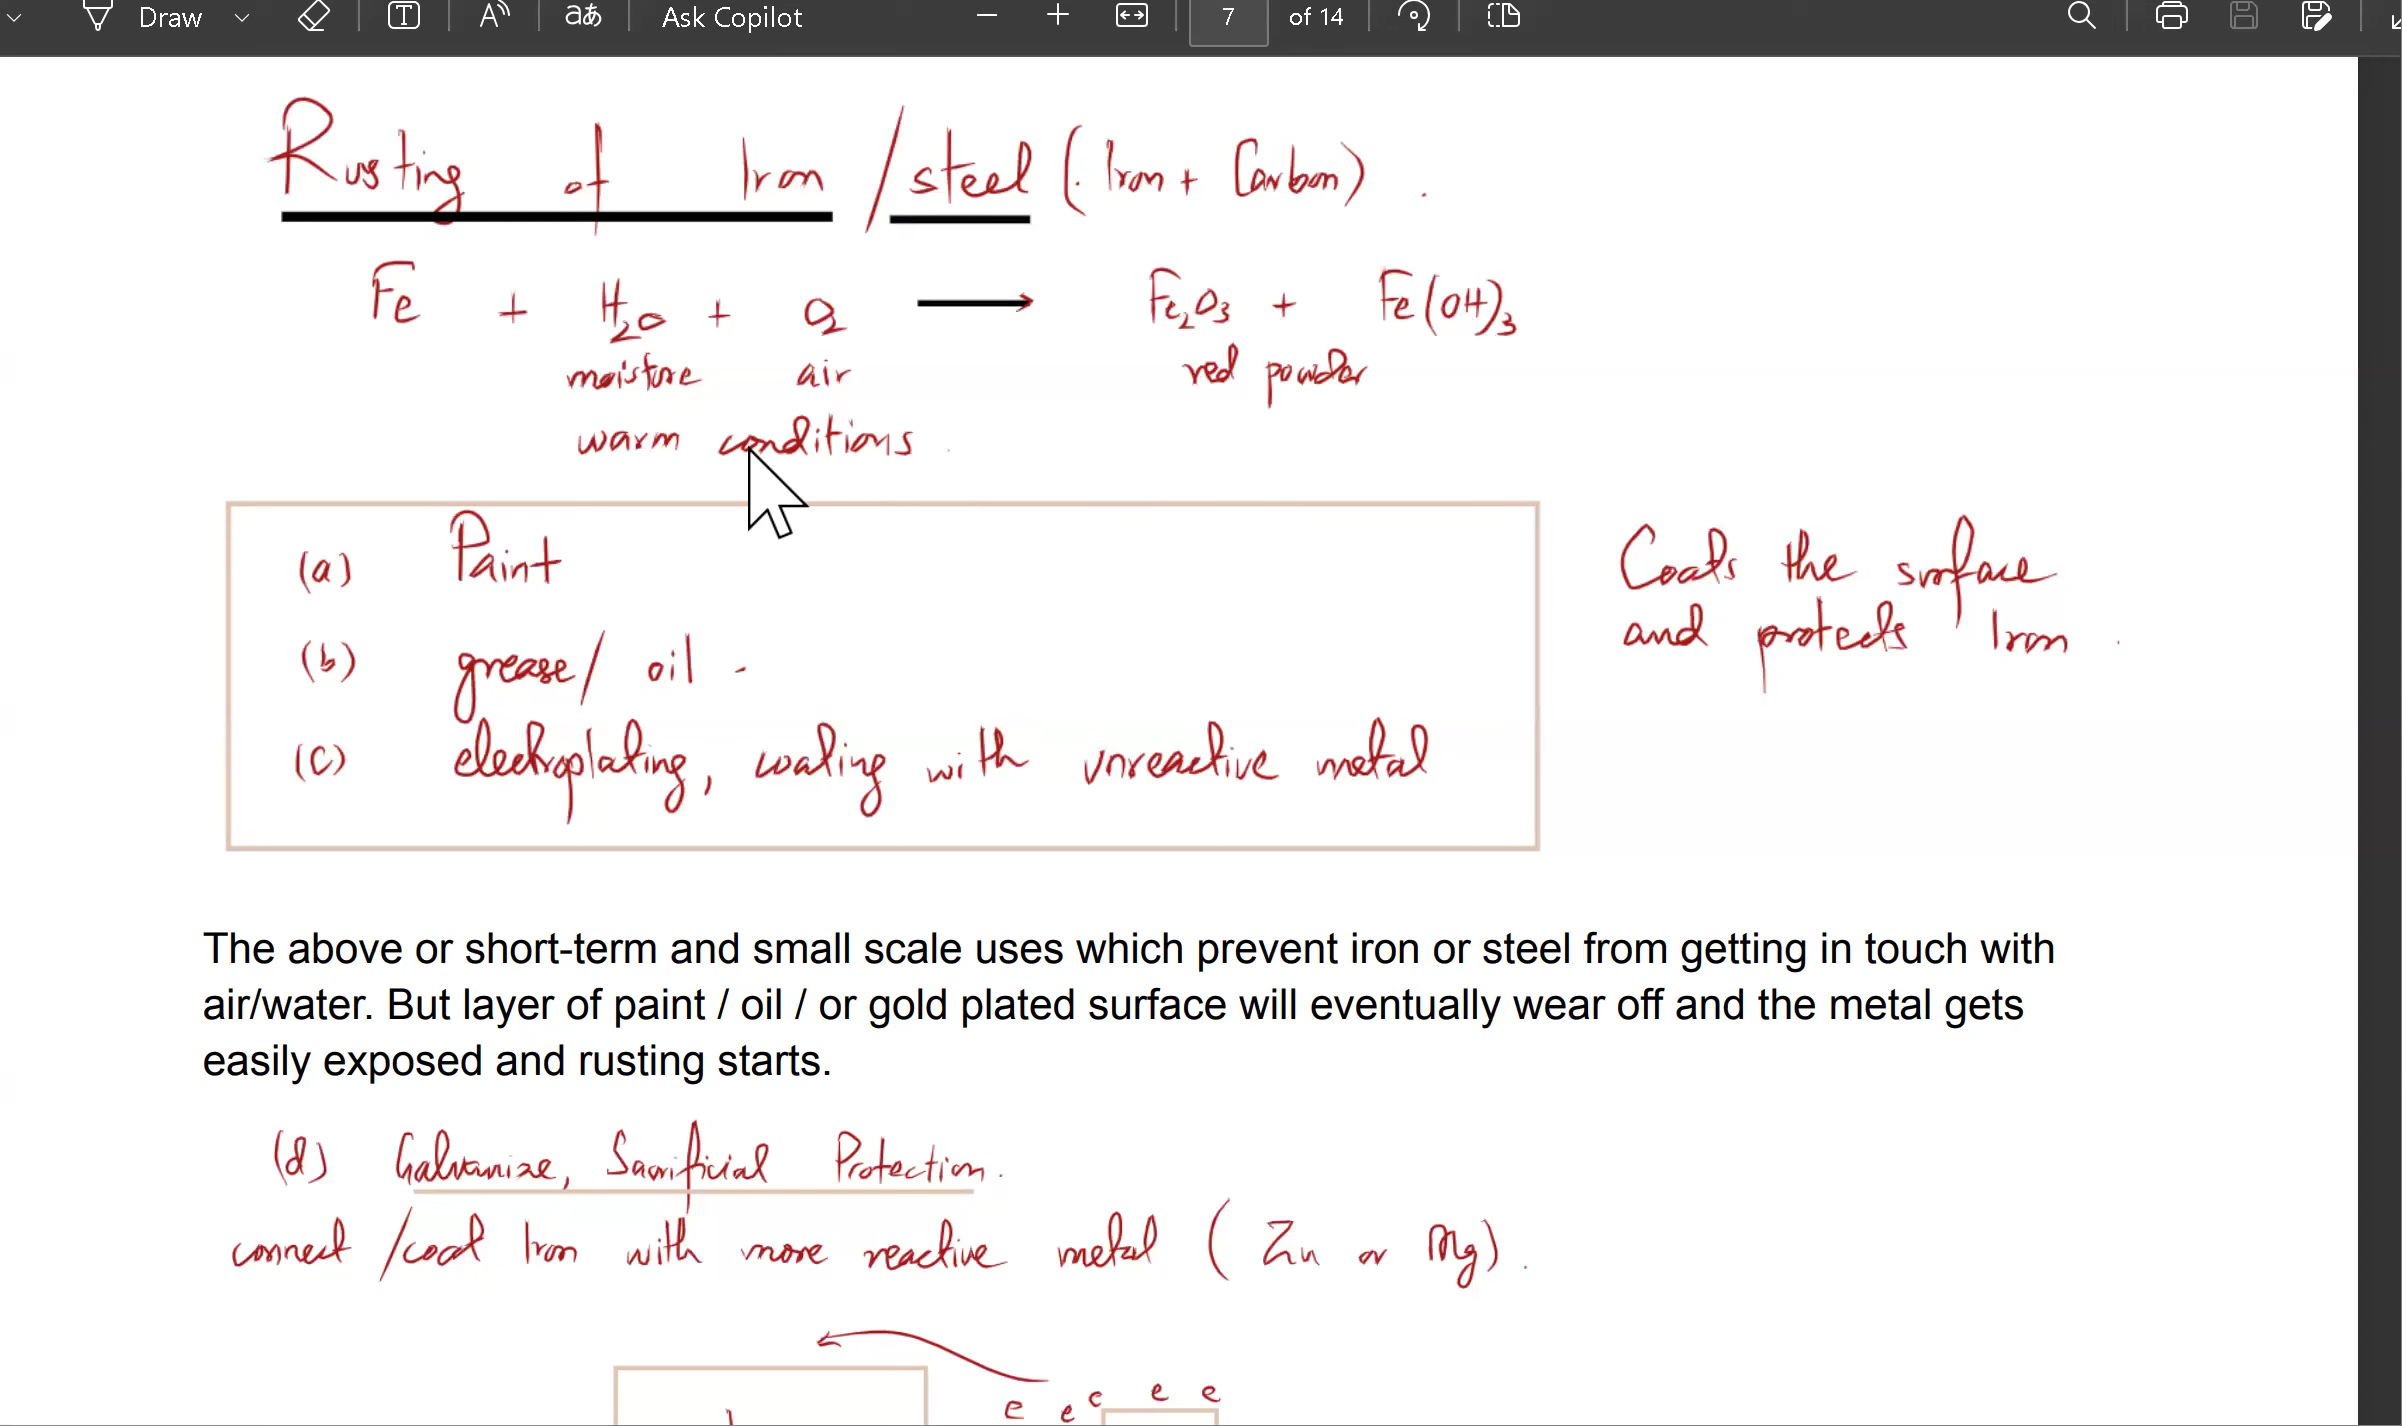 Draw
T
A
aあ
Ask Copilot
7
of 14
Rusting of Iron / steel (Iron + Carbon).
Fe + H₂O + O₂ → Fe₂O₃ + Fe(OH)₃
moisture air red powder
warm conditions.
(a) Paint
Coats the surface
and protects Iron.
(b) grease / oil -
(c) electroplating, coating with unreactive metal
The above or short-term and small scale uses which prevent iron or steel from getting in touch with
air/water. But layer of paint / oil / or gold plated surface will eventually wear off and the metal gets
easily exposed and rusting starts.
(d) Galvanize, Sacrificial Protection.
connect / coat Iron with more reactive metal (Zn or Mg).
e e e e e